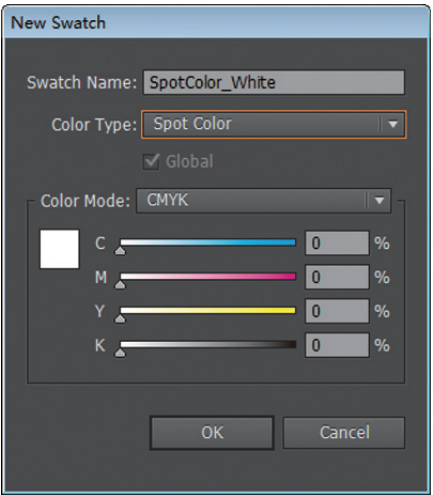 New Swatch
Swatch Name: SpotColor_White
Color Type: Spot Color
Global
Color Mode: CMYK
C 0 %
M 0 %
Y 0 %
K 0 %
OK Cancel